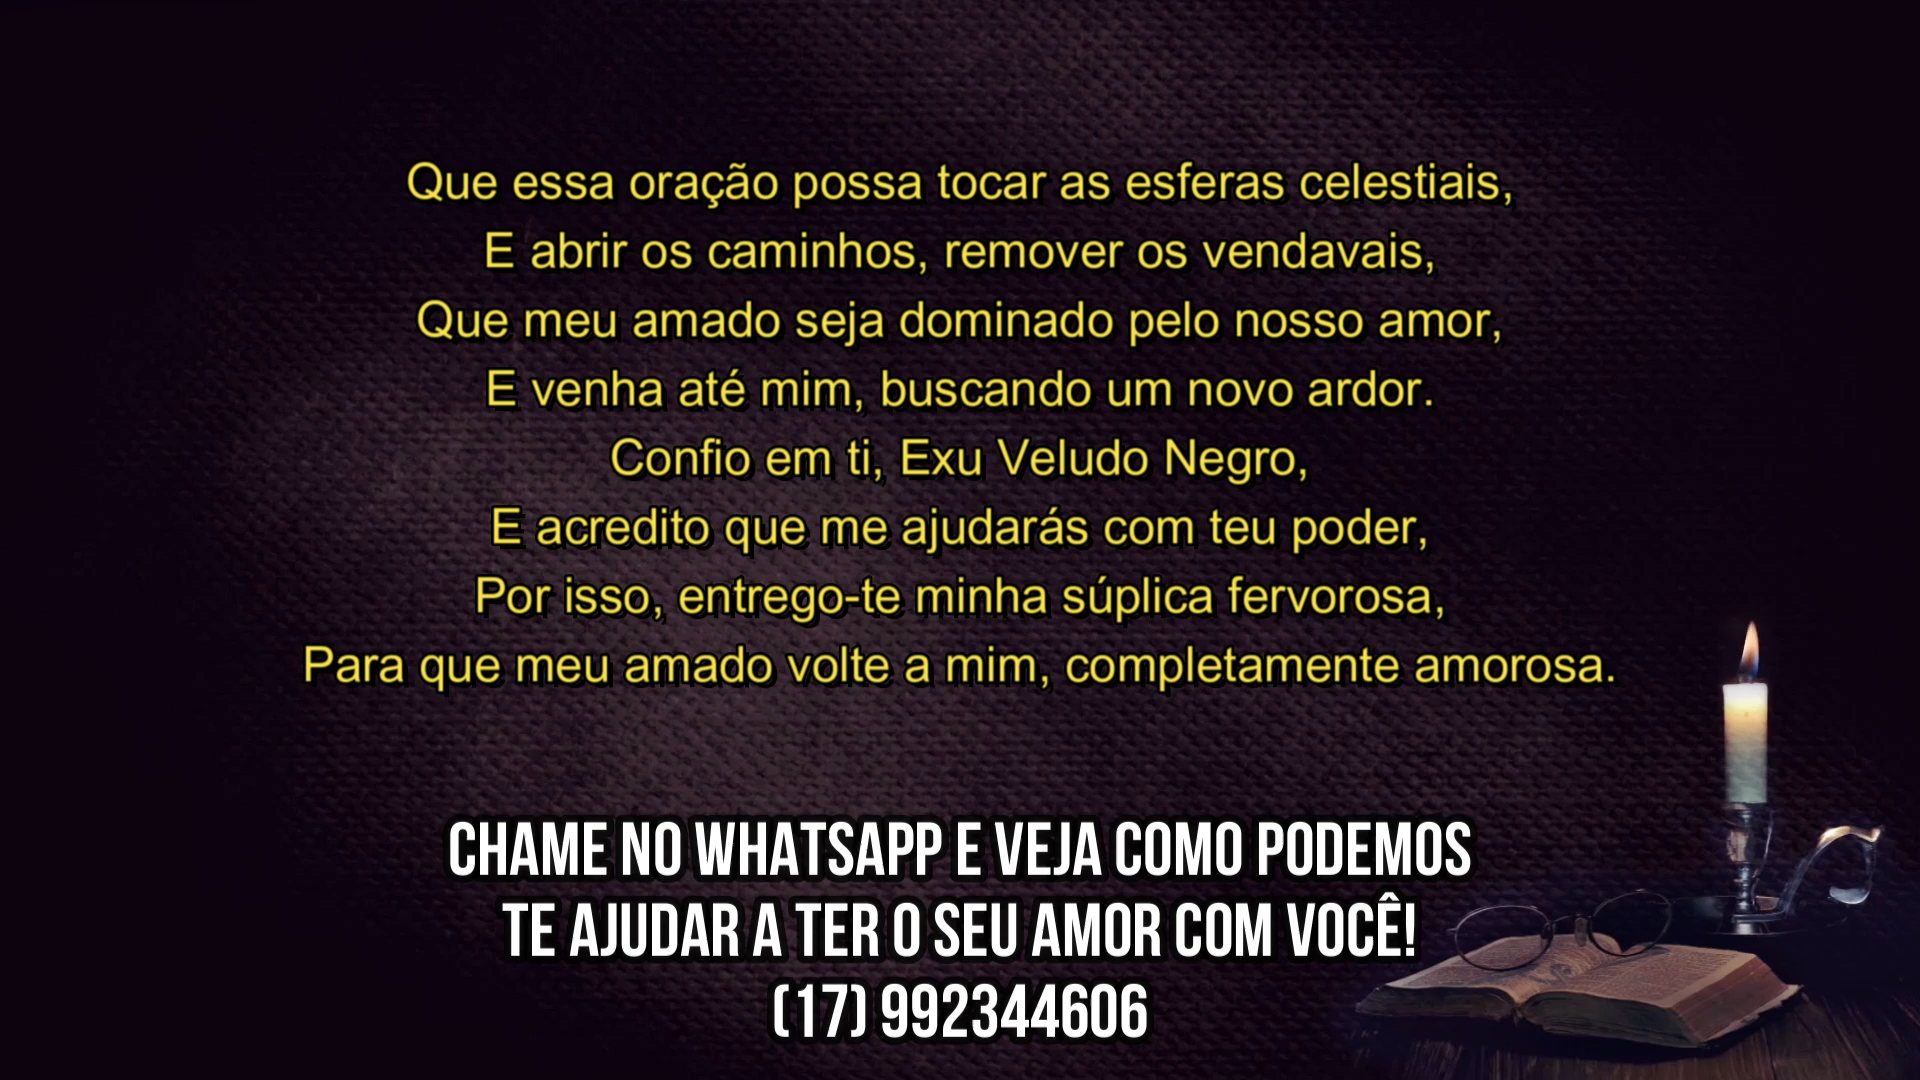 Que essa oração possa tocar as esferas celestiais,
E abrir os caminhos, remover os vendavais,
Que meu amado seja dominado pelo nosso amor,
E venha até mim, buscando um novo ardor.
Confio em ti, Exu Veludo Negro,
E acredito que me ajudarás com teu poder,
Por isso, entrego-te minha súplica fervorosa,
Para que meu amado volte a mim, completamente amorosa.
CHAME NO WHATSAPP E VEJA COMO PODEMOS
TE AJUDAR A TER O SEU AMOR COM VOCÊ!
(17) 992344606